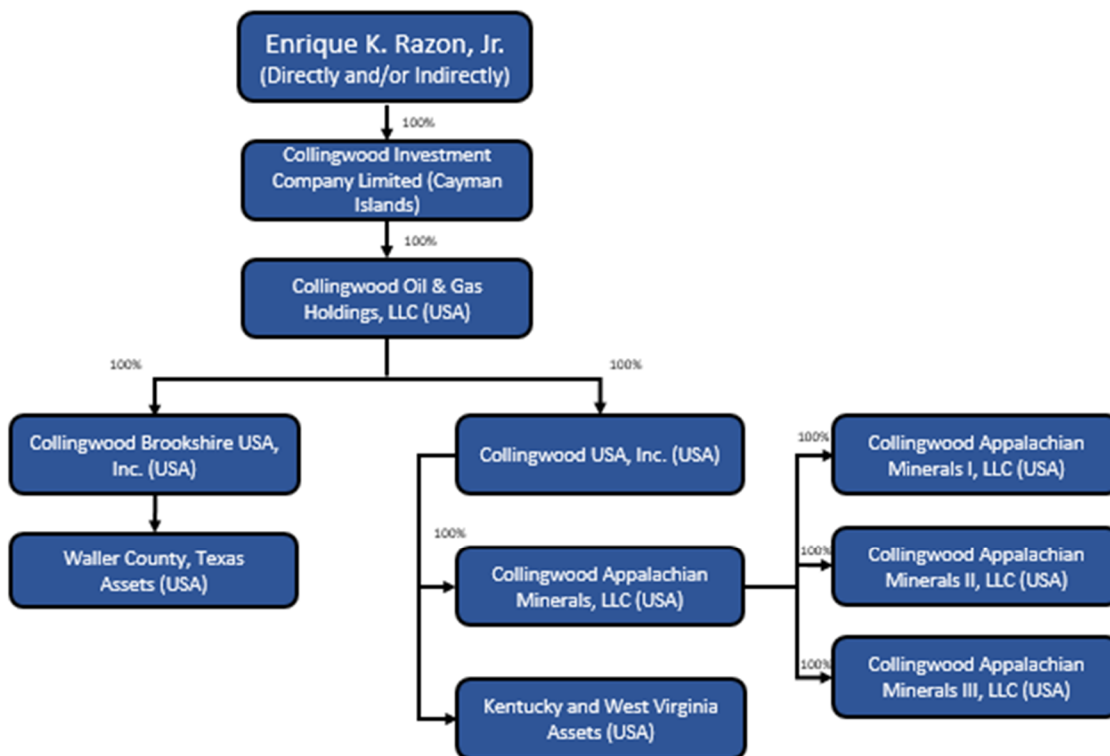 Enrique K. Razon, Jr.
(Directly and/or Indirectly)
100%
Collingwood Investment
Company Limited (Cayman
Islands)
100%
Collingwood Oil & Gas
Holdings, LLC (USA)
100%
100%
Collingwood Brookshire USA,
Inc. (USA)
Waller County, Texas
Assets (USA)
Collingwood USA, Inc. (USA)
100%
Collingwood Appalachian
Minerals, LLC (USA)
Kentucky and West Virginia
Assets (USA)
100%
Collingwood Appalachian
Minerals I, LLC (USA)
100%
Collingwood Appalachian
Minerals II, LLC (USA)
100%
Collingwood Appalachian
Minerals III, LLC (USA)